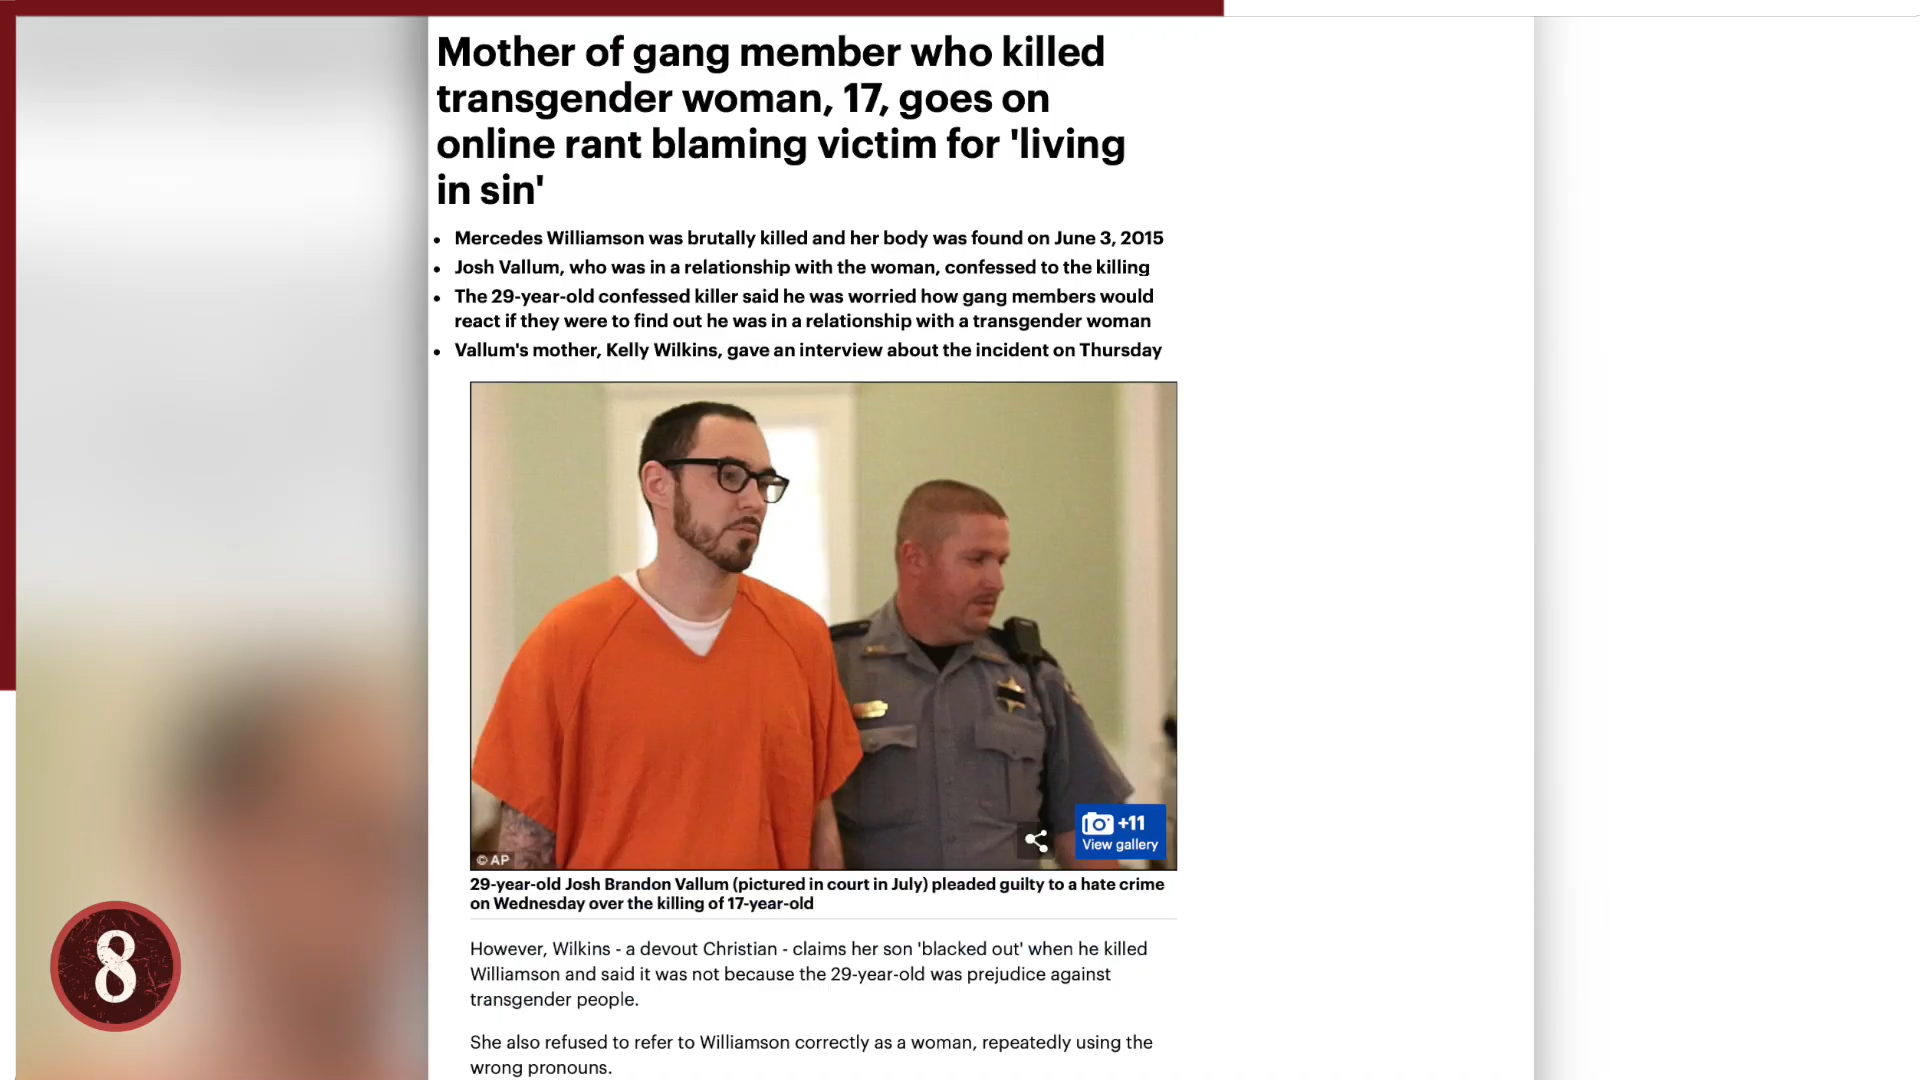 Mother of gang member who killed
transgender woman, 17, goes on
online rant blaming victim for 'living
in sin'
• Mercedes Williamson was brutally killed and her body was found on June 3, 2015
• Josh Vallum, who was in a relationship with the woman, confessed to the killing
• The 29-year-old confessed killer said he was worried how gang members would
react if they were to find out he was in a relationship with a transgender woman
• Vallum's mother, Kelly Wilkins, gave an interview about the incident on Thursday
+11
View gallery
© AP
29-year-old Josh Brandon Vallum (pictured in court in July) pleaded guilty to a hate crime
on Wednesday over the killing of 17-year-old
However, Wilkins - a devout Christian - claims her son 'blacked out' when he killed
Williamson and said it was not because the 29-year-old was prejudice against
transgender people.
She also refused to refer to Williamson correctly as a woman, repeatedly using the
wrong pronouns.
8